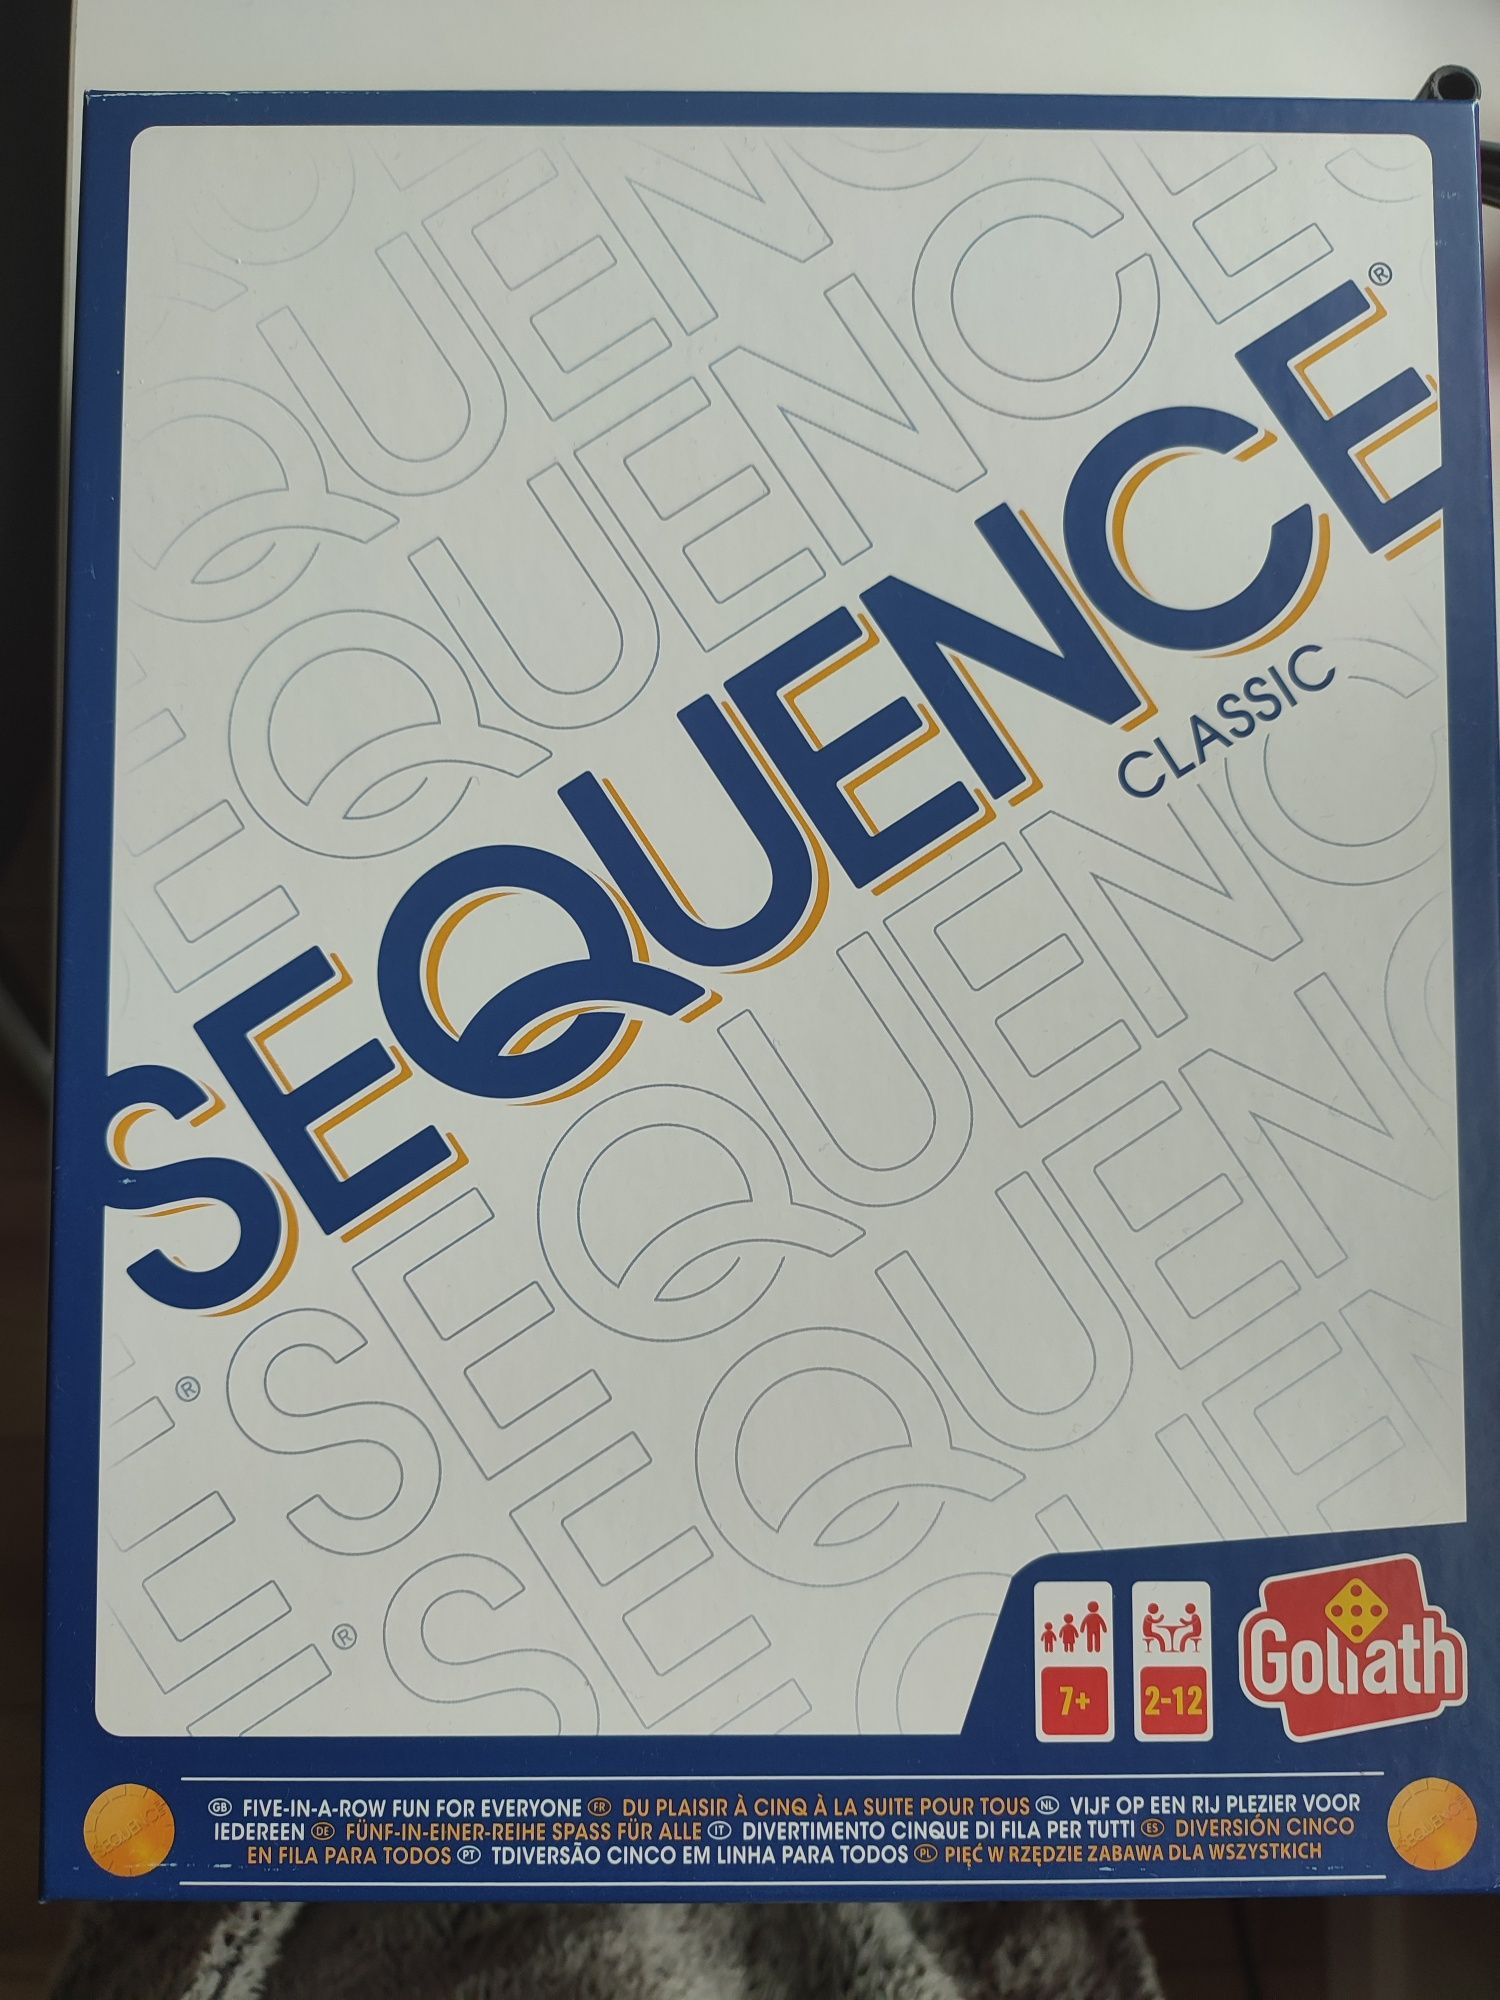 SEQUENCE®
CLASSIC
7+
2-12
Goliath
GB FIVE-IN-A-ROW FUN FOR EVERYONE FR DU PLAISIR À CINQ À LA SUITE POUR TOUS NL VIJF OP EEN RIJ PLEZIER VOOR
IEDEREEN DE FÜNF-IN-EINER-REIHE SPASS FÜR ALLE IT DIVERTIMENTO CINQUE DI FILA PER TUTTI ES DIVERSIÓN CINCO
EN FILA PARA TODOS PT TDIVERSÃO CINCO EM LINHA PARA TODOS PL PIĘĆ W RZĘDZIE ZABAWA DLA WSZYSTKICH
SEQUENCE
SEQUENCE